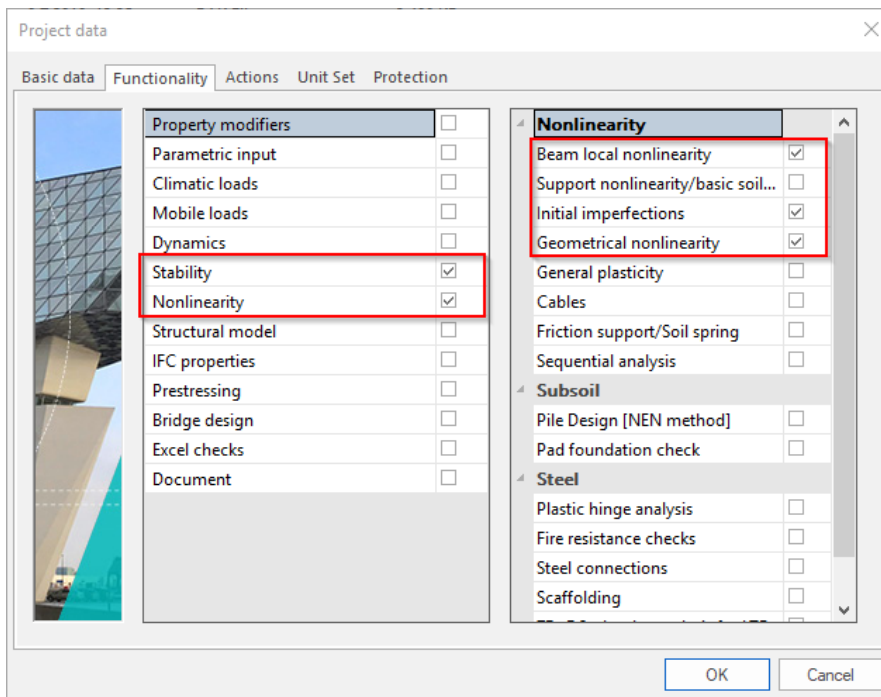 Project data
Basic data Functionality Actions Unit Set Protection
Property modifiers
Parametric input
Climatic loads
Mobile loads
Dynamics
Stability
Nonlinearity
Structural model
IFC properties
Prestressing
Bridge design
Excel checks
Document
Nonlinearity
Beam local nonlinearity
Support nonlinearity/basic soil...
Initial imperfections
Geometrical nonlinearity
General plasticity
Cables
Friction support/Soil spring
Sequential analysis
Subsoil
Pile Design [NEN method]
Pad foundation check
Steel
Plastic hinge analysis
Fire resistance checks
Steel connections
Scaffolding
OK Cancel